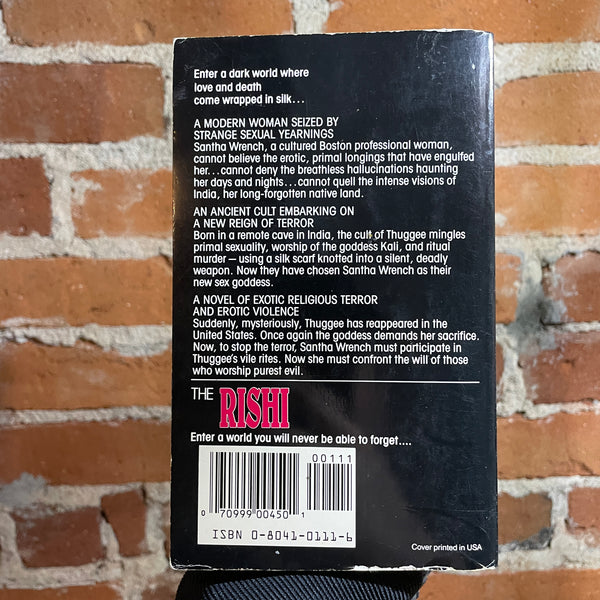 Enter a dark world where
love and death
come wrapped in silk...
A MODERN WOMAN SEIZED BY
STRANGE SEXUAL YEARNINGS
Santha Wrench, a cultured Boston professional woman,
cannot believe the erotic, primal longings that have engulfed
her...cannot deny the breathless hallucinations haunting
her days and nights...cannot quell the intense visions of
India, her long-forgotten native land.
AN ANCIENT CULT EMBARKING ON
A NEW REIGN OF TERROR
Born in a remote cave in India, the cult of Thuggee mingles
primal sexuality, worship of the goddess Kali, and ritual
murder — using a silk scarf knotted into a silent, deadly
weapon. Now they have chosen Santha Wrench as their
new sex goddess.
A NOVEL OF EXOTIC RELIGIOUS TERROR
AND EROTIC VIOLENCE
Suddenly, mysteriously, Thuggee has reappeared in the
United States. Once again the goddess demands her sacrifice.
Now, to stop the terror, Santha Wrench must participate in
Thuggee's vile rites. Now she must confront the will of those
who worship purest evil.
THE RISHI
Enter a world you will never be able to forget....
00111
0 70999 00450 1
ISBN 0-8041-0111-6
Cover printed in USA